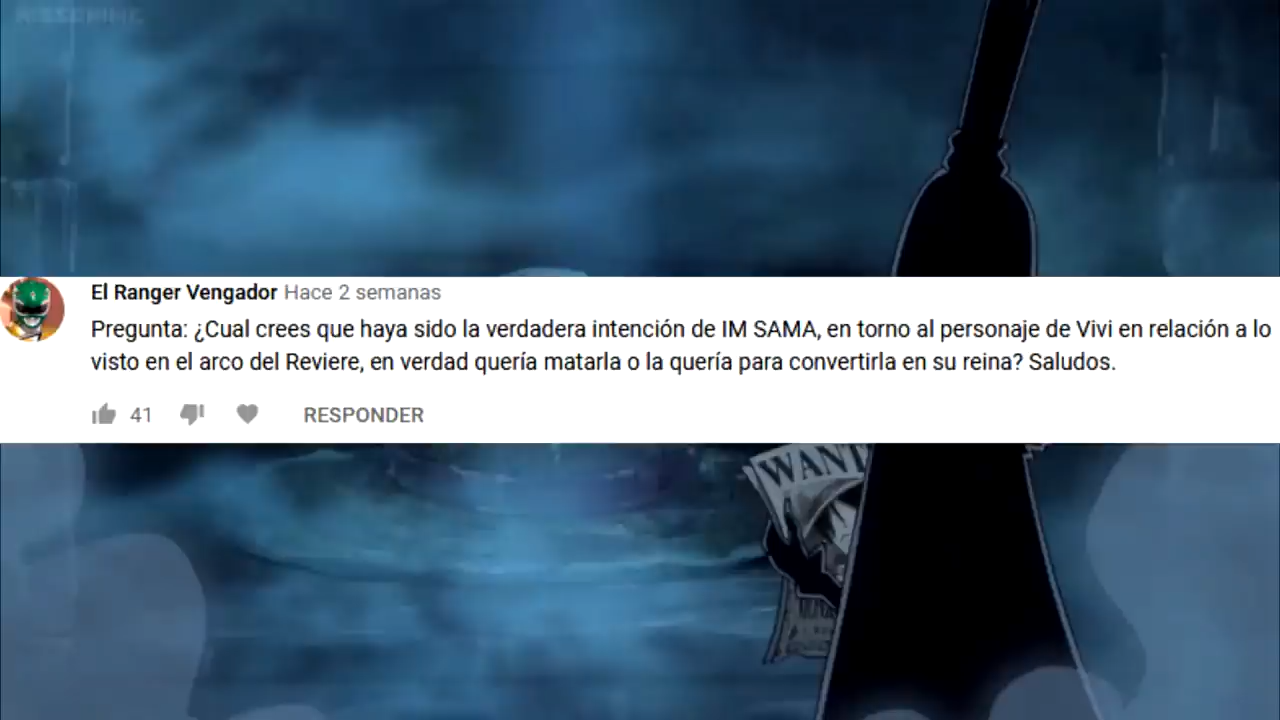 El Ranger Vengador Hace 2 semanas
Pregunta: ¿Cual crees que haya sido la verdadera intención de IM SAMA, en torno al personaje de Vivi en relación a lo
visto en el arco del Reviere, en verdad quería matarla o la quería para convertirla en su reina? Saludos.
41 RESPONDER
WANT